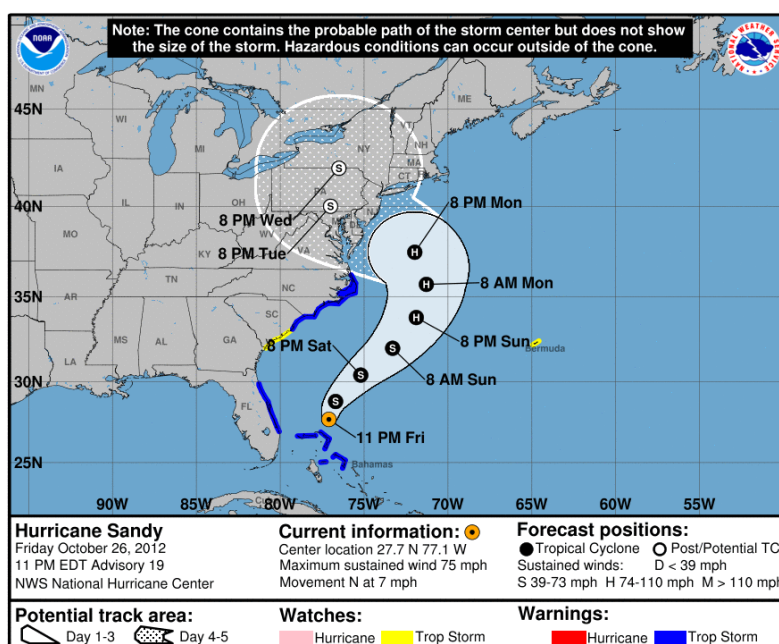 Note: The cone contains the probable path of the storm center but does not show
the size of the storm. Hazardous conditions can occur outside of the cone.
NOAA
NATIONAL WEATHER SERVICE
MN
WI
MI
IA
IL
IN
OH
MO
KY
WV
VA
TN
NC
AR
SC
MS
AL
GA
LA
FL
PA
NY
NJ
DE
VT
NH
ME
MA
CT
45N
40N
35N
30N
25N
8 PM Wed
8 PM Tue
8 PM Mon
8 AM Mon
8 PM Sun
8 AM Sun
8 PM Sat
11 PM Fri
S
S
H
H
H
S
S
S
Bermuda
Bahamas
90W
85W
80W
75W
70W
65W
60W
55W
Hurricane Sandy
Friday October 26, 2012
11 PM EDT Advisory 19
NWS National Hurricane Center
Current information:
Center location 27.7 N 77.1 W
Maximum sustained wind 75 mph
Movement N at 7 mph
Forecast positions:
Tropical Cyclone Post/Potential TC
Sustained winds: D < 39 mph
S 39-73 mph H 74-110 mph M > 110 mph
Potential track area:
Day 1-3 Day 4-5
Watches:
Hurricane Trop Storm
Warnings:
Hurricane Trop Storm